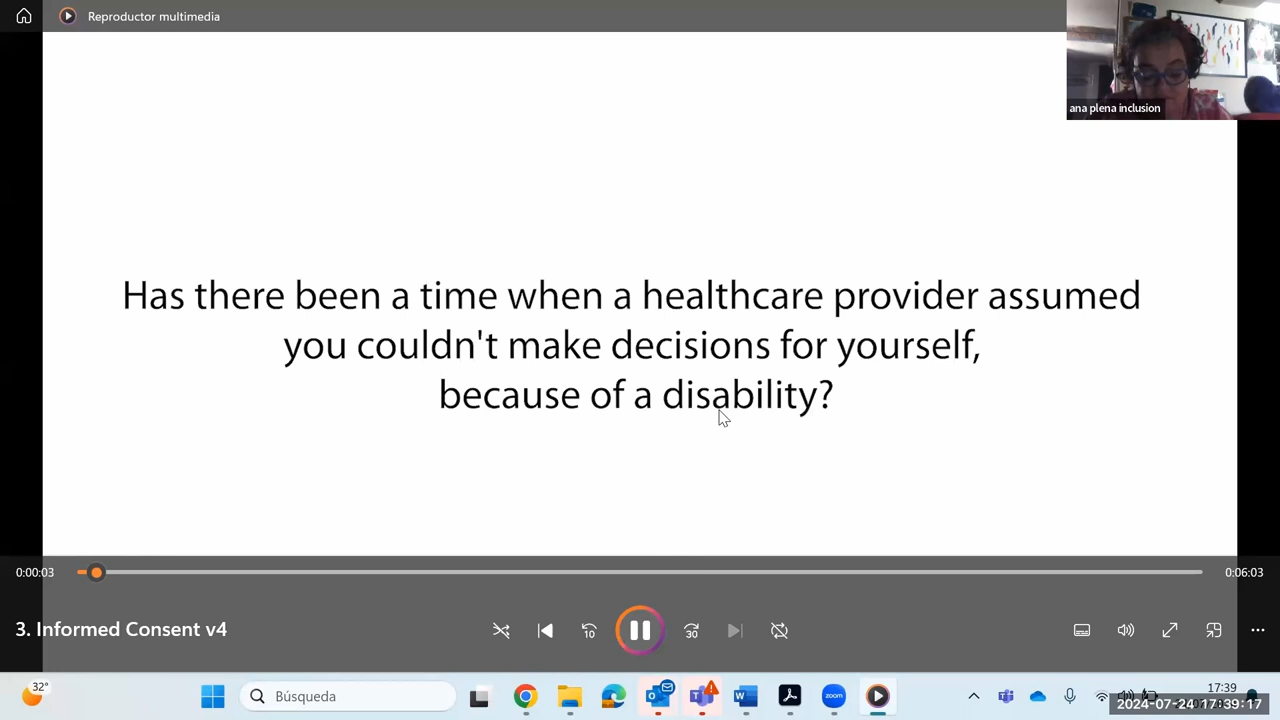 Reproductor multimedia
ana plena inclusion
Has there been a time when a healthcare provider assumed
you couldn't make decisions for yourself,
because of a disability?
0:00:03
0:06:03
3. Informed Consent v4
10
30
32°
Búsqueda
zoom
17:39
2024-07-24 17:39:17